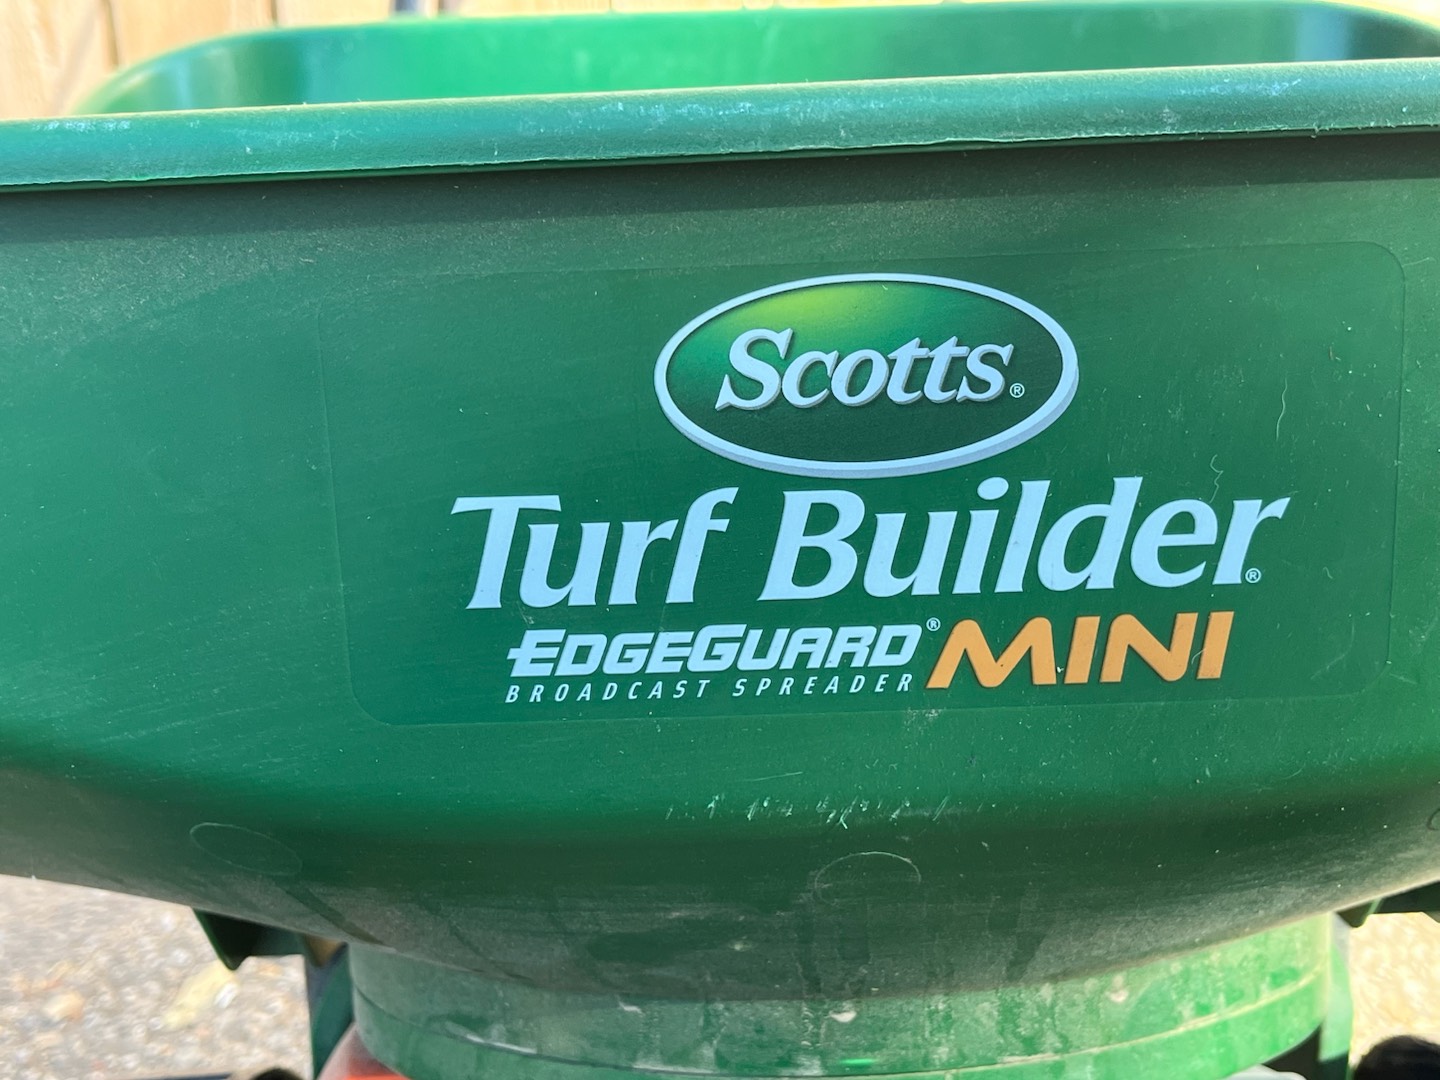 Scotts®
Turf Builder®
EDGEGUARD® MINI
BROADCAST SPREADER